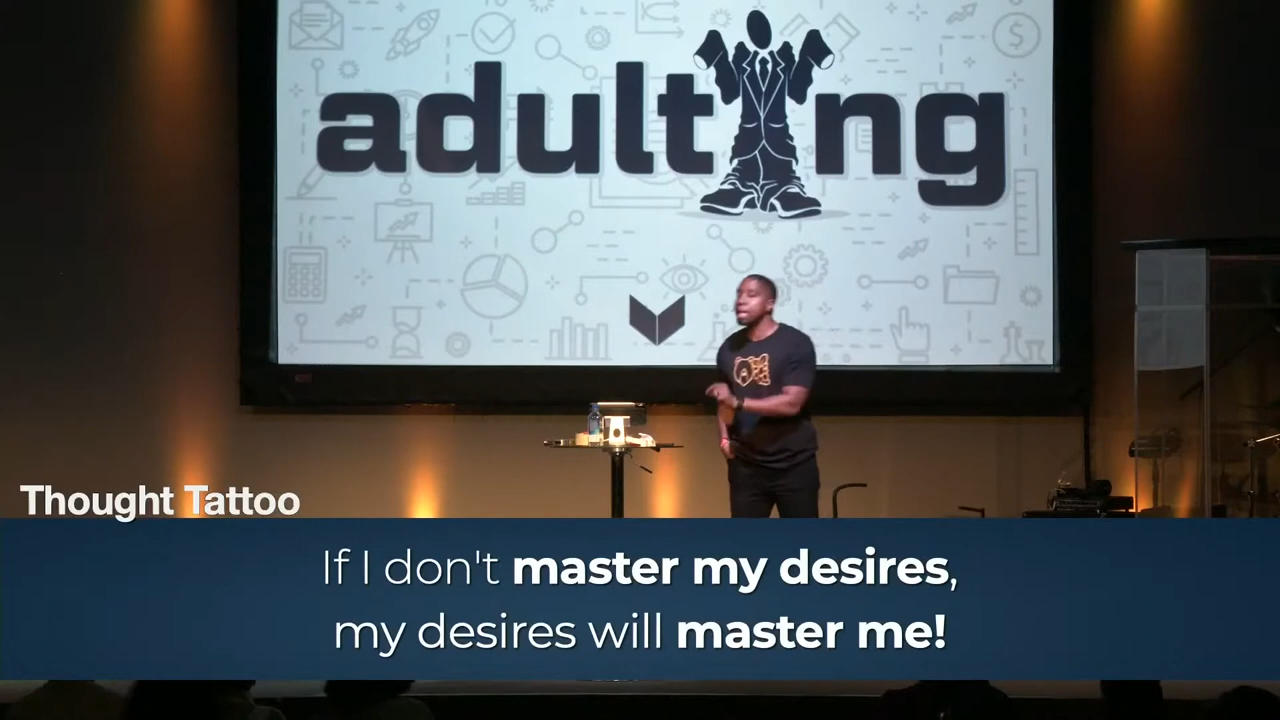 adulting
Thought Tattoo
If I don't master my desires,
my desires will master me!